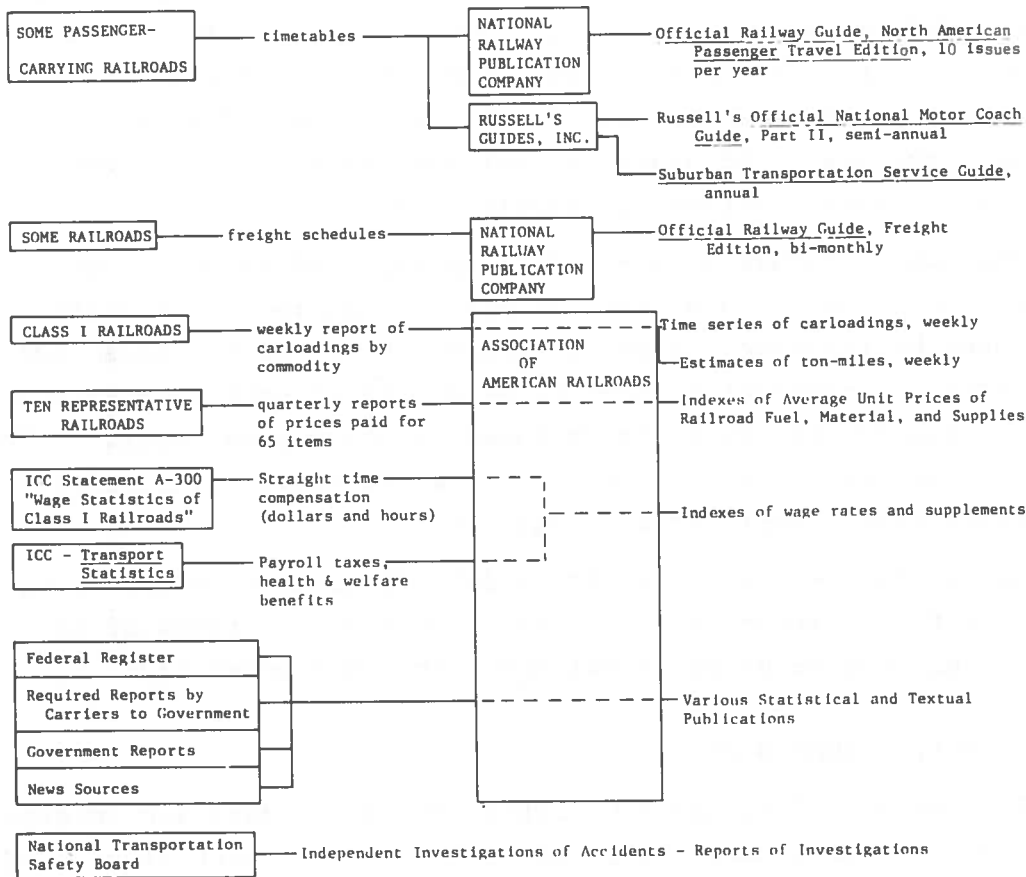 SOME PASSENGER-
CARRYING RAILROADS
timetables
NATIONAL
RAILWAY
PUBLICATION
COMPANY
Official Railway Guide, North American
Passenger Travel Edition, 10 issues
per year
RUSSELL'S
GUIDES, INC.
Russell's Official National Motor Coach
Guide, Part II, semi-annual
Suburban Transportation Service Guide,
annual
SOME RAILROADS
freight schedules
NATIONAL
RAILWAY
PUBLICATION
COMPANY
Official Railway Guide, Freight
Edition, bi-monthly
CLASS I RAILROADS
weekly report of
carloadings by
commodity
ASSOCIATION
OF
AMERICAN RAILROADS
Time series of carloadings, weekly
Estimates of ton-miles, weekly
TEN REPRESENTATIVE
RAILROADS
quarterly reports
of prices paid for
65 items
Indexes of Average Unit Prices of
Railroad Fuel, Material, and Supplies
ICC Statement A-300
"Wage Statistics of
Class I Railroads"
Straight time
compensation
(dollars and hours)
Indexes of wage rates and supplements
ICC - Transport
Statistics
Payroll taxes,
health & welfare
benefits
Federal Register
Required Reports by
Carriers to Government
Government Reports
News Sources
Various Statistical and Textual
Publications
National Transportation
Safety Board
Independent Investigations of Accidents - Reports of Investigations